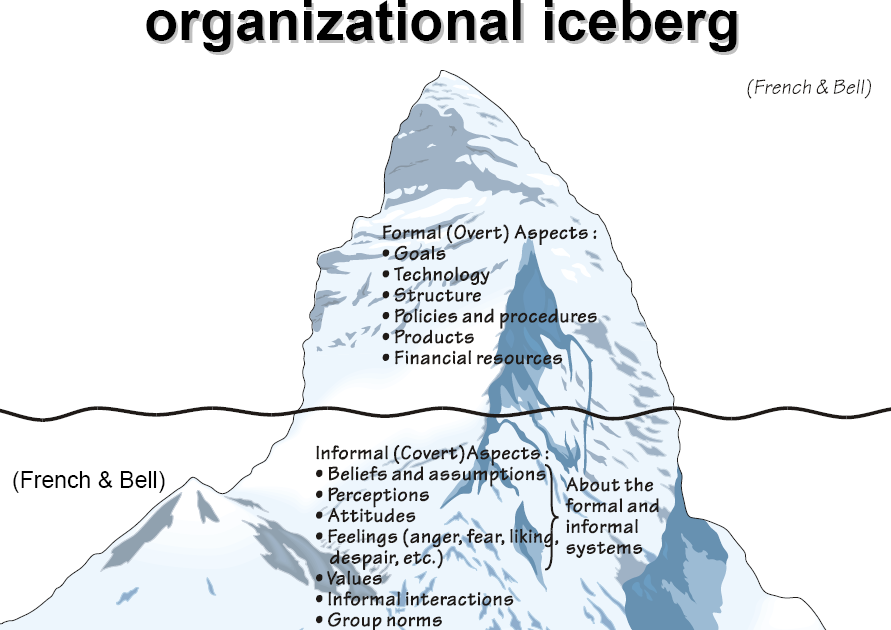 organizational iceberg
(French & Bell)
Formal (Overt) Aspects :
• Goals
• Technology
• Structure
• Policies and procedures
• Products
• Financial resources
(French & Bell)
Informal (Covert)Aspects :
• Beliefs and assumptions
• Perceptions
• Attitudes
• Feelings (anger, fear, liking,
despair, etc.)
• Values
• Informal interactions
• Group norms
About the
formal and
informal
systems